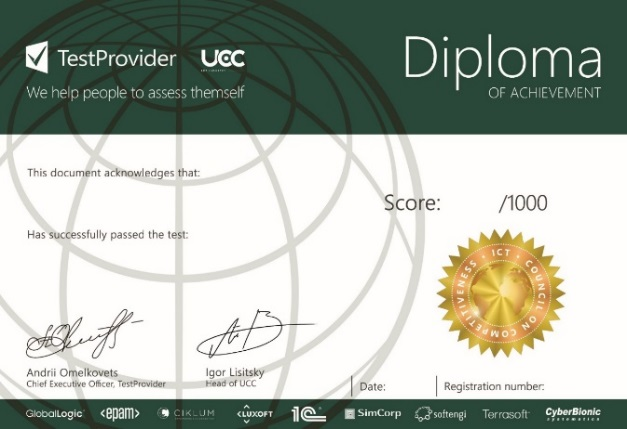 TestProvider UCC
We help people to assess themself
Diploma
OF ACHIEVEMENT
This document acknowledges that:
Score: /1000
Has successfully passed the test:
ICT · COUNCIL ON COMPETITIVENESS
Andrii Omelkovets
Chief Executive Officer, TestProvider
Igor Lisitsky
Head of UCC
Date:
Registration number:
GlobalLogic <epam> CIKLUM LUXOFT 1C SimCorp softengi Terrasoft CyberBionic
systematics